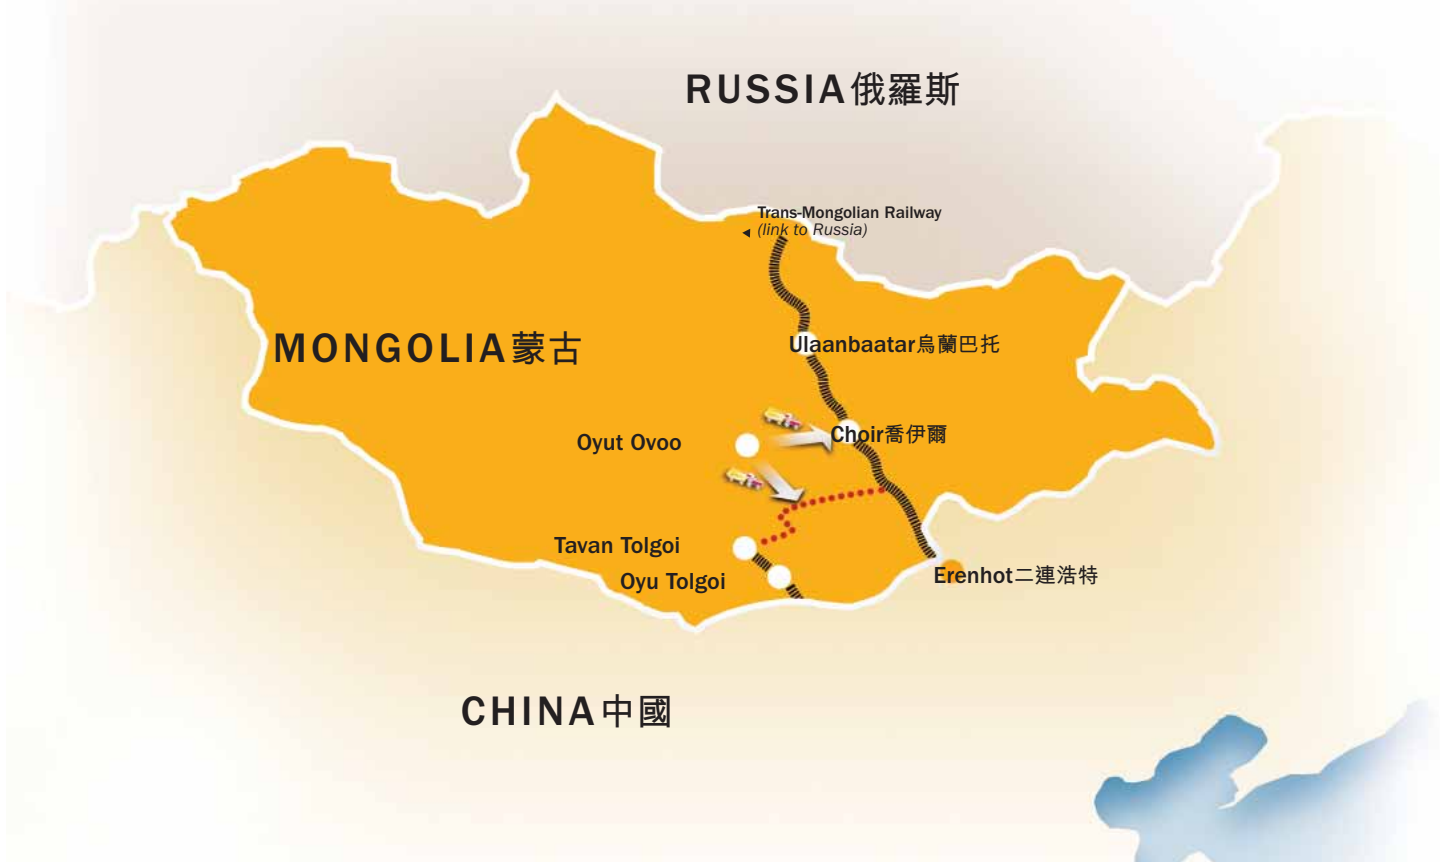 RUSSIA俄羅斯
Trans-Mongolian Railway
(link to Russia)
MONGOLIA蒙古
Ulaanbaatar烏蘭巴托
Oyut Ovoo
Choir喬伊爾
Tavan Tolgoi
Oyu Tolgoi
Erenhot二連浩特
CHINA中國